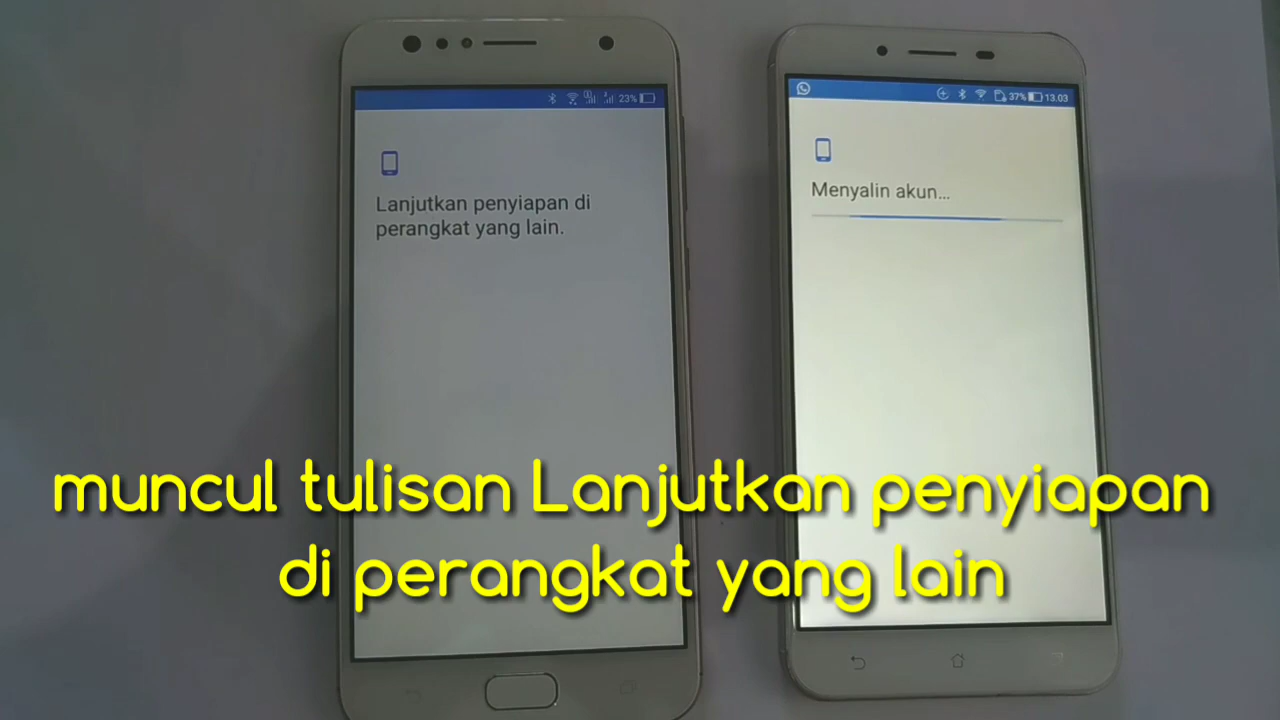 23%
Lanjutkan penyiapan di
perangkat yang lain.
37% 13.03
Menyalin akun...
muncul tulisan Lanjutkan penyiapan
di perangkat yang lain